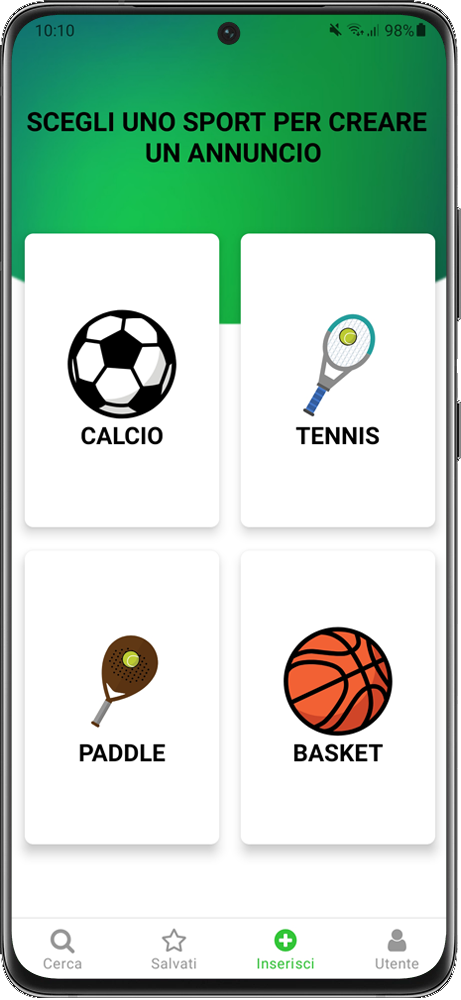 10:10
98%
SCEGLI UNO SPORT PER CREARE
UN ANNUNCIO
CALCIO
TENNIS
PADDLE
BASKET
Cerca
Salvati
Inserisci
Utente